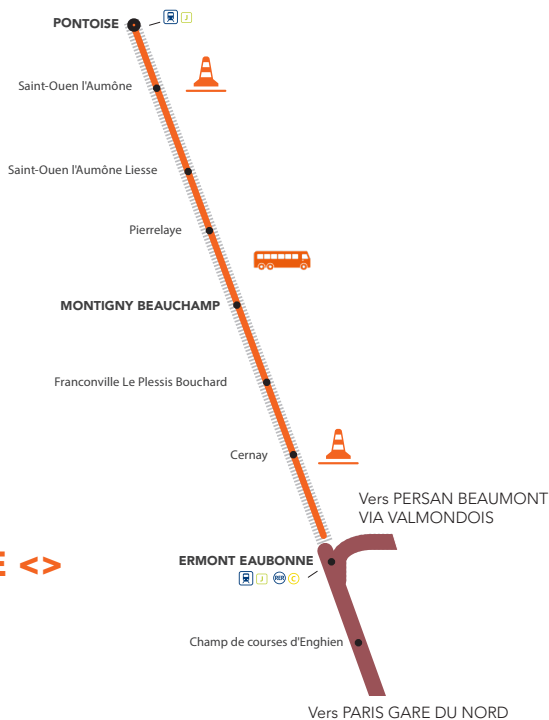 PONTOISE
J
Saint-Ouen l'Aumône
Saint-Ouen l'Aumône Liesse
Pierrelaye
MONTIGNY BEAUCHAMP
Franconville Le Plessis Bouchard
Cernay
Vers PERSAN BEAUMONT
VIA VALMONDOIS
E <>
ERMONT EAUBONNE
J RER C
Champ de courses d'Enghien
Vers PARIS GARE DU NORD